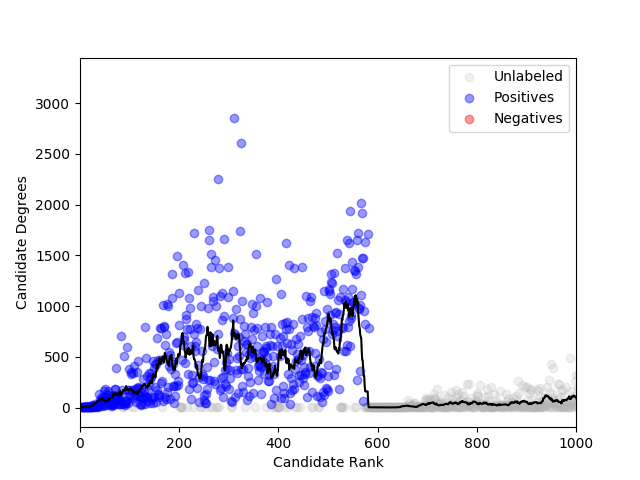 Unlabeled
Positives
Negatives
3000
2500
2000
1500
1000
500
0
Candidate Degrees
0 200 400 600 800 1000
Candidate Rank